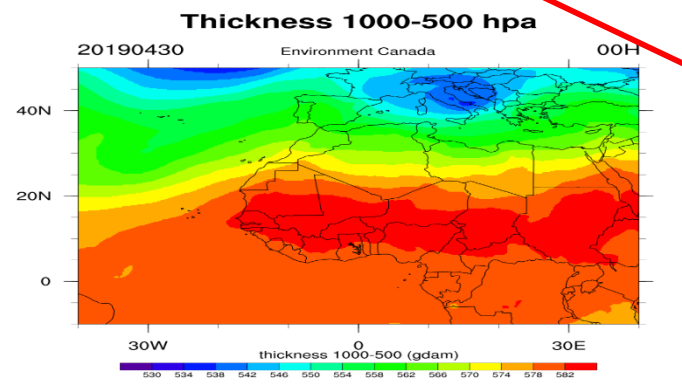 Thickness 1000-500 hpa
20190430 Environment Canada 00H
40N
20N
0
30W 0 30E
thickness 1000-500 (gdam)
530 534 538 542 546 550 554 558 562 566 570 574 578 582